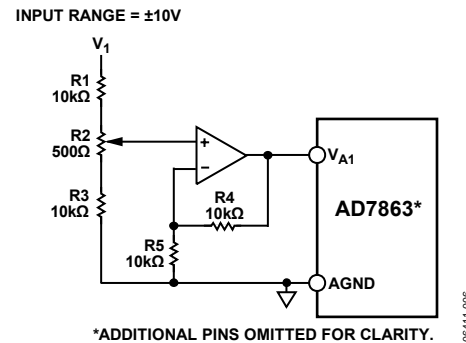 INPUT RANGE = ±10V
V1
R1
10kΩ
R2
500Ω
R3
10kΩ
+
−
R4
10kΩ
R5
10kΩ
VA1
AD7863*
AGND
*ADDITIONAL PINS OMITTED FOR CLARITY.